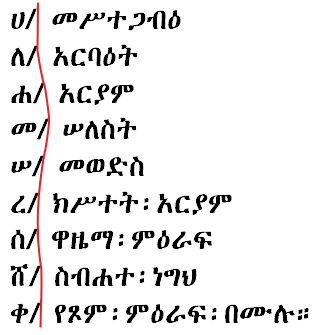 ሀ/ መሥተጋብዕ
ለ/ አርባዕት
ሐ/ አርያም
መ/ ሠለስት
ሠ/ መወድስ
ረ/ ክሥተት፡አርያም
ሰ/ ዋዜማ፡ምዕራፍ
ሸ/ ስብሐተ፡ነግህ
ቀ/ የጾም፡ምዕራፍ፡በሙሉ።